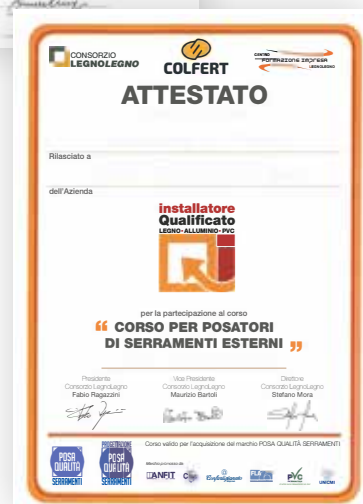 CONSORZIO
LEGNOLEGNO
COLFERT
CENTRO
FORMAZIONE IMPRESA
LEGNOLEGNO
ATTESTATO
Rilasciato a
dell'Azienda
installatore
Qualificato
LEGNO-ALLUMINIO-PVC
per la partecipazione al corso
“ CORSO PER POSATORI
DI SERRAMENTI ESTERNI ”
Presidente
Consorzio LegnoLegno
Fabio Ragazzini
Vice Presidente
Consorzio LegnoLegno
Maurizio Bartoli
Direttore
Consorzio LegnoLegno
Stefano Mora
Corso valido per l'acquisizione del marchio POSA QUALITÀ SERRAMENTI
POSA
QUALITÀ
SERRAMENTI
POSA
QUALITÀ
SERRAMENTI
ANFIT
Confartigianato
PVC
UNICMI